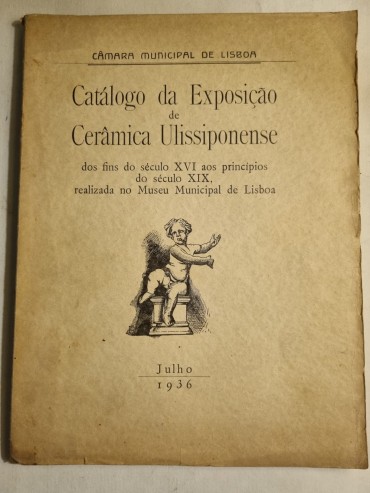 CÂMARA MUNICIPAL DE LISBOA
Catálogo da Exposição
de
Cerâmica Ulissiponense
dos fins do século XVI aos princípios
do século XIX,
realizada no Museu Municipal de Lisboa
Julho
1936